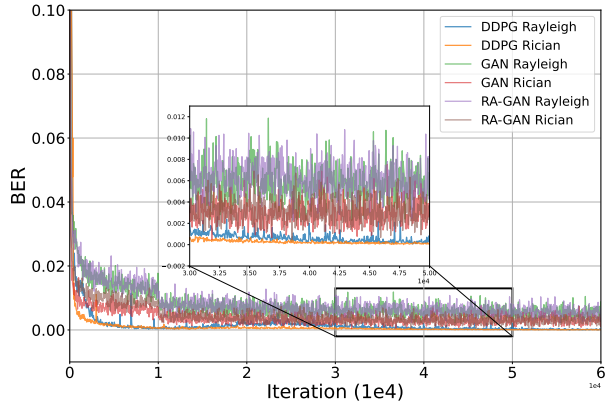 0.10
0.08
0.06
0.04
0.02
0.00
BER
DDPG Rayleigh
DDPG Rician
GAN Rayleigh
GAN Rician
RA-GAN Rayleigh
RA-GAN Rician
0.012
0.010
0.008
0.006
0.004
0.002
0.000
−0.002
3.00 3.25 3.50 3.75 4.00 4.25 4.50 4.75 5.00
1e4
0 1 2 3 4 5 6
1e4
Iteration (1e4)